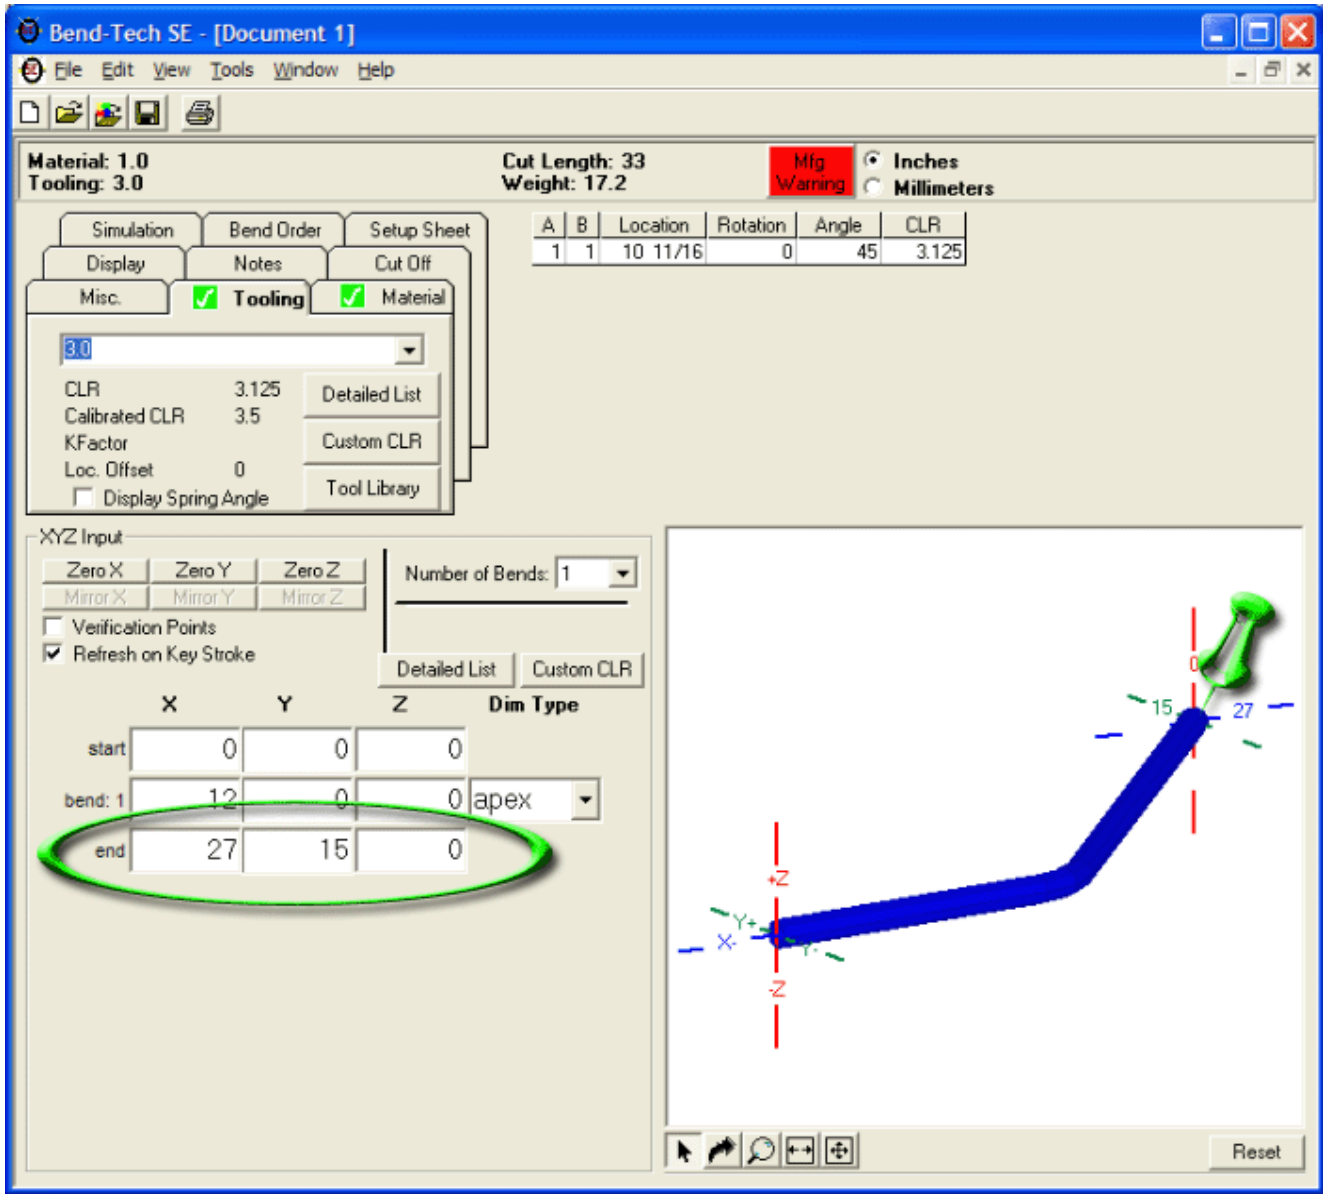 Bend-Tech SE - [Document 1]
File Edit View Tools Window Help
Material: 1.0
Tooling: 3.0
Cut Length: 33
Weight: 17.2
Mfg
Warning
Inches
Millimeters
Simulation Bend Order Setup Sheet
Display Notes Cut Off
Misc. Tooling Material
A B Location Rotation Angle CLR
1 1 10 11/16 0 45 3.125
3.0
CLR 3.125
Calibrated CLR 3.5
KFactor
Loc. Offset 0
Display Spring Angle
Detailed List
Custom CLR
Tool Library
XYZ Input
Zero X Zero Y Zero Z
Mirror X Mirror Y Mirror Z
Number of Bends: 1
Verification Points
Refresh on Key Stroke
Detailed List Custom CLR
X Y Z Dim Type
start 0 0 0
bend: 1 12 0 0 apex
end 27 15 0
0
15 27
+Z
Y+
X- Y-
-Z
Reset